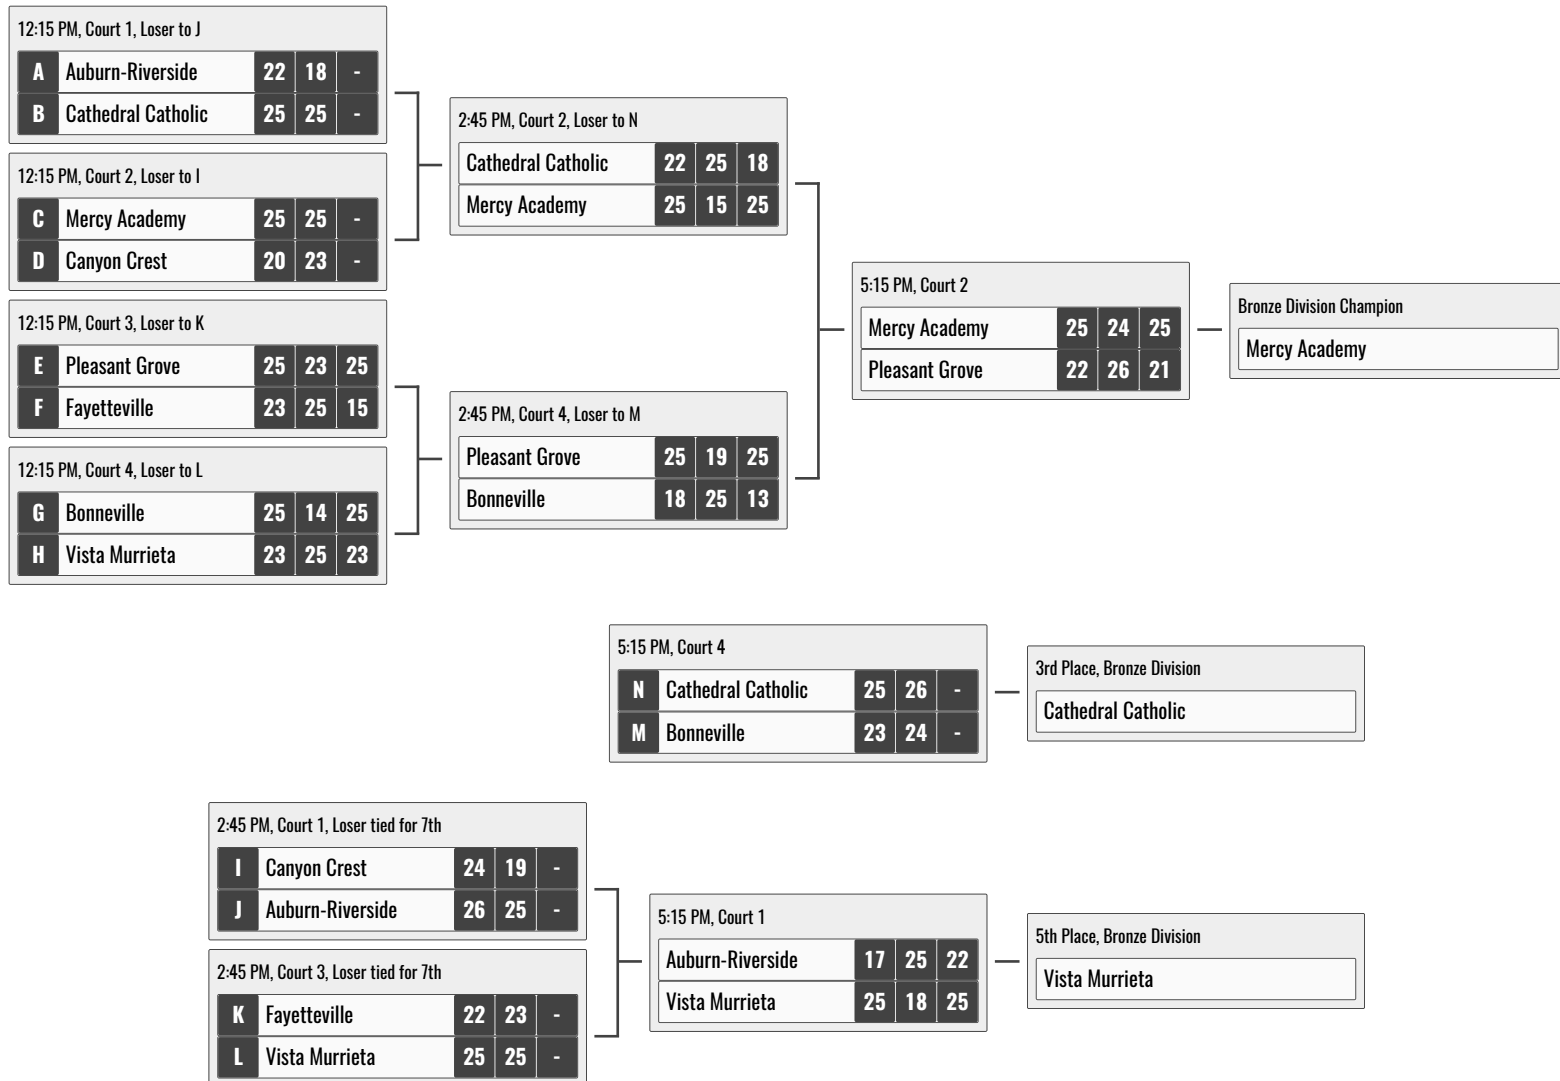 12:15 PM, Court 1, Loser to J
A Auburn-Riverside 22 18 -
B Cathedral Catholic 25 25 -
12:15 PM, Court 2, Loser to I
C Mercy Academy 25 25 -
D Canyon Crest 20 23 -
12:15 PM, Court 3, Loser to K
E Pleasant Grove 25 23 25
F Fayetteville 23 25 15
12:15 PM, Court 4, Loser to L
G Bonneville 25 14 25
H Vista Murrieta 23 25 23
2:45 PM, Court 2, Loser to N
Cathedral Catholic 22 25 18
Mercy Academy 25 15 25
2:45 PM, Court 4, Loser to M
Pleasant Grove 25 19 25
Bonneville 18 25 13
5:15 PM, Court 2
Mercy Academy 25 24 25
Pleasant Grove 22 26 21
Bronze Division Champion
Mercy Academy
5:15 PM, Court 4
N Cathedral Catholic 25 26 -
M Bonneville 23 24 -
3rd Place, Bronze Division
Cathedral Catholic
2:45 PM, Court 1, Loser tied for 7th
I Canyon Crest 24 19 -
J Auburn-Riverside 26 25 -
2:45 PM, Court 3, Loser tied for 7th
K Fayetteville 22 23 -
L Vista Murrieta 25 25 -
5:15 PM, Court 1
Auburn-Riverside 17 25 22
Vista Murrieta 25 18 25
5th Place, Bronze Division
Vista Murrieta